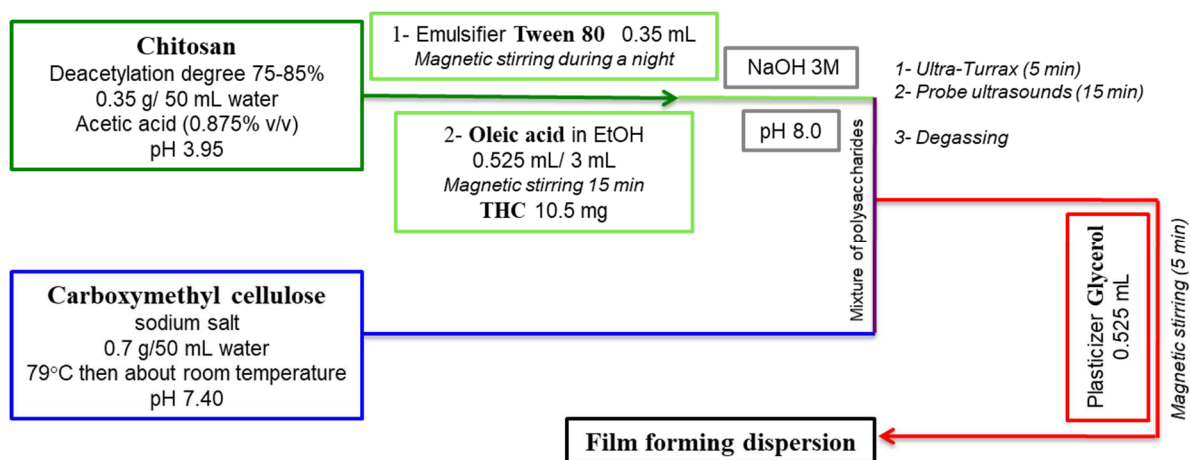 Chitosan
Deacetylation degree 75-85%
0.35 g/ 50 mL water
Acetic acid (0.875% v/v)
pH 3.95
1- Emulsifier Tween 80 0.35 mL
Magnetic stirring during a night
2- Oleic acid in EtOH
0.525 mL/ 3 mL
Magnetic stirring 15 min
THC 10.5 mg
NaOH 3M
pH 8.0
1- Ultra-Turrax (5 min)
2- Probe ultrasounds (15 min)
3- Degassing
Mixture of polysaccharides
Carboxymethyl cellulose
sodium salt
0.7 g/50 mL water
79°C then about room temperature
pH 7.40
Plasticizer Glycerol
0.525 mL
Magnetic stirring (5 min)
Film forming dispersion